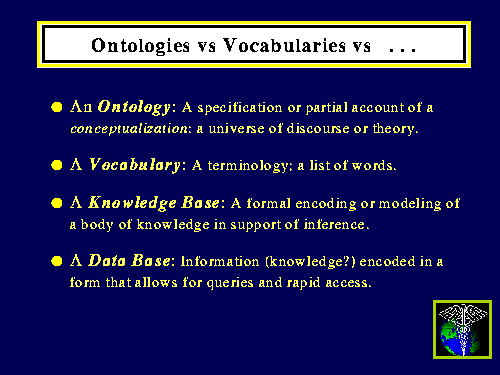 Ontologies vs Vocabularies vs ...
An Ontology: A specification or partial account of a
conceptualization: a universe of discourse or theory.
A Vocabulary: A terminology; a list of words.
A Knowledge Base: A formal encoding or modeling of
a body of knowledge in support of inference.
A Data Base: Information (knowledge?) encoded in a
form that allows for queries and rapid access.